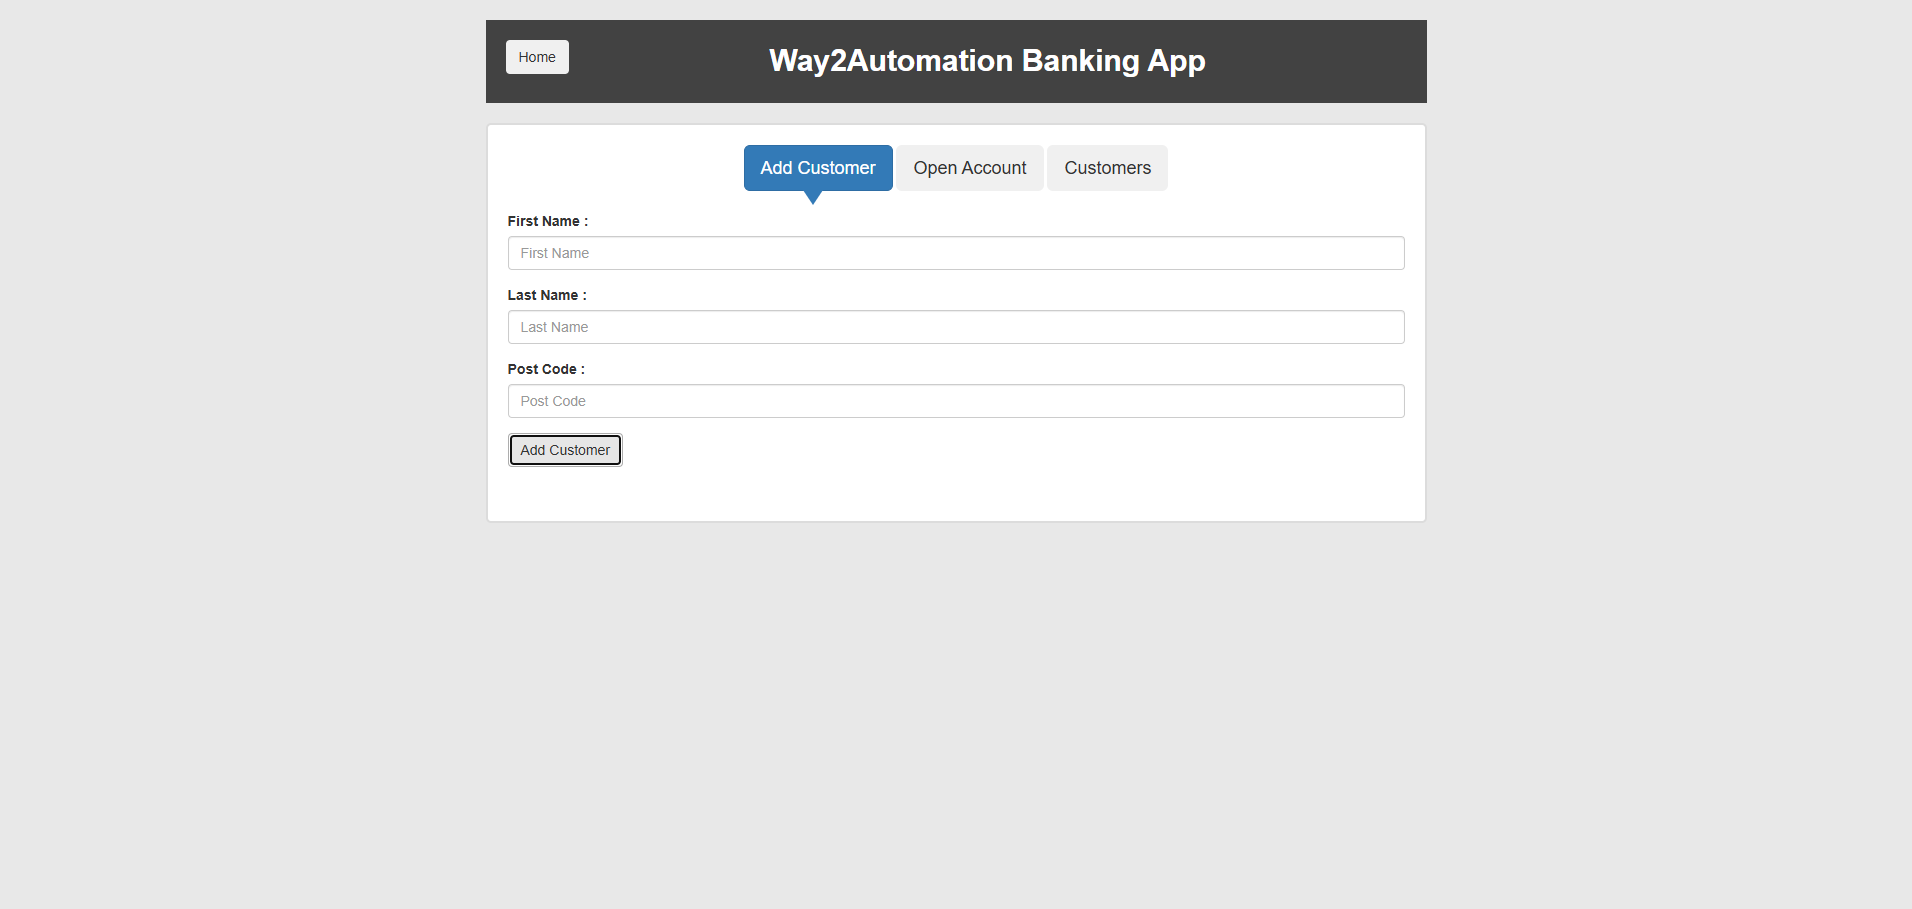 Home
Way2Automation Banking App
Add Customer
Open Account
Customers
First Name :
First Name
Last Name :
Last Name
Post Code :
Post Code
Add Customer